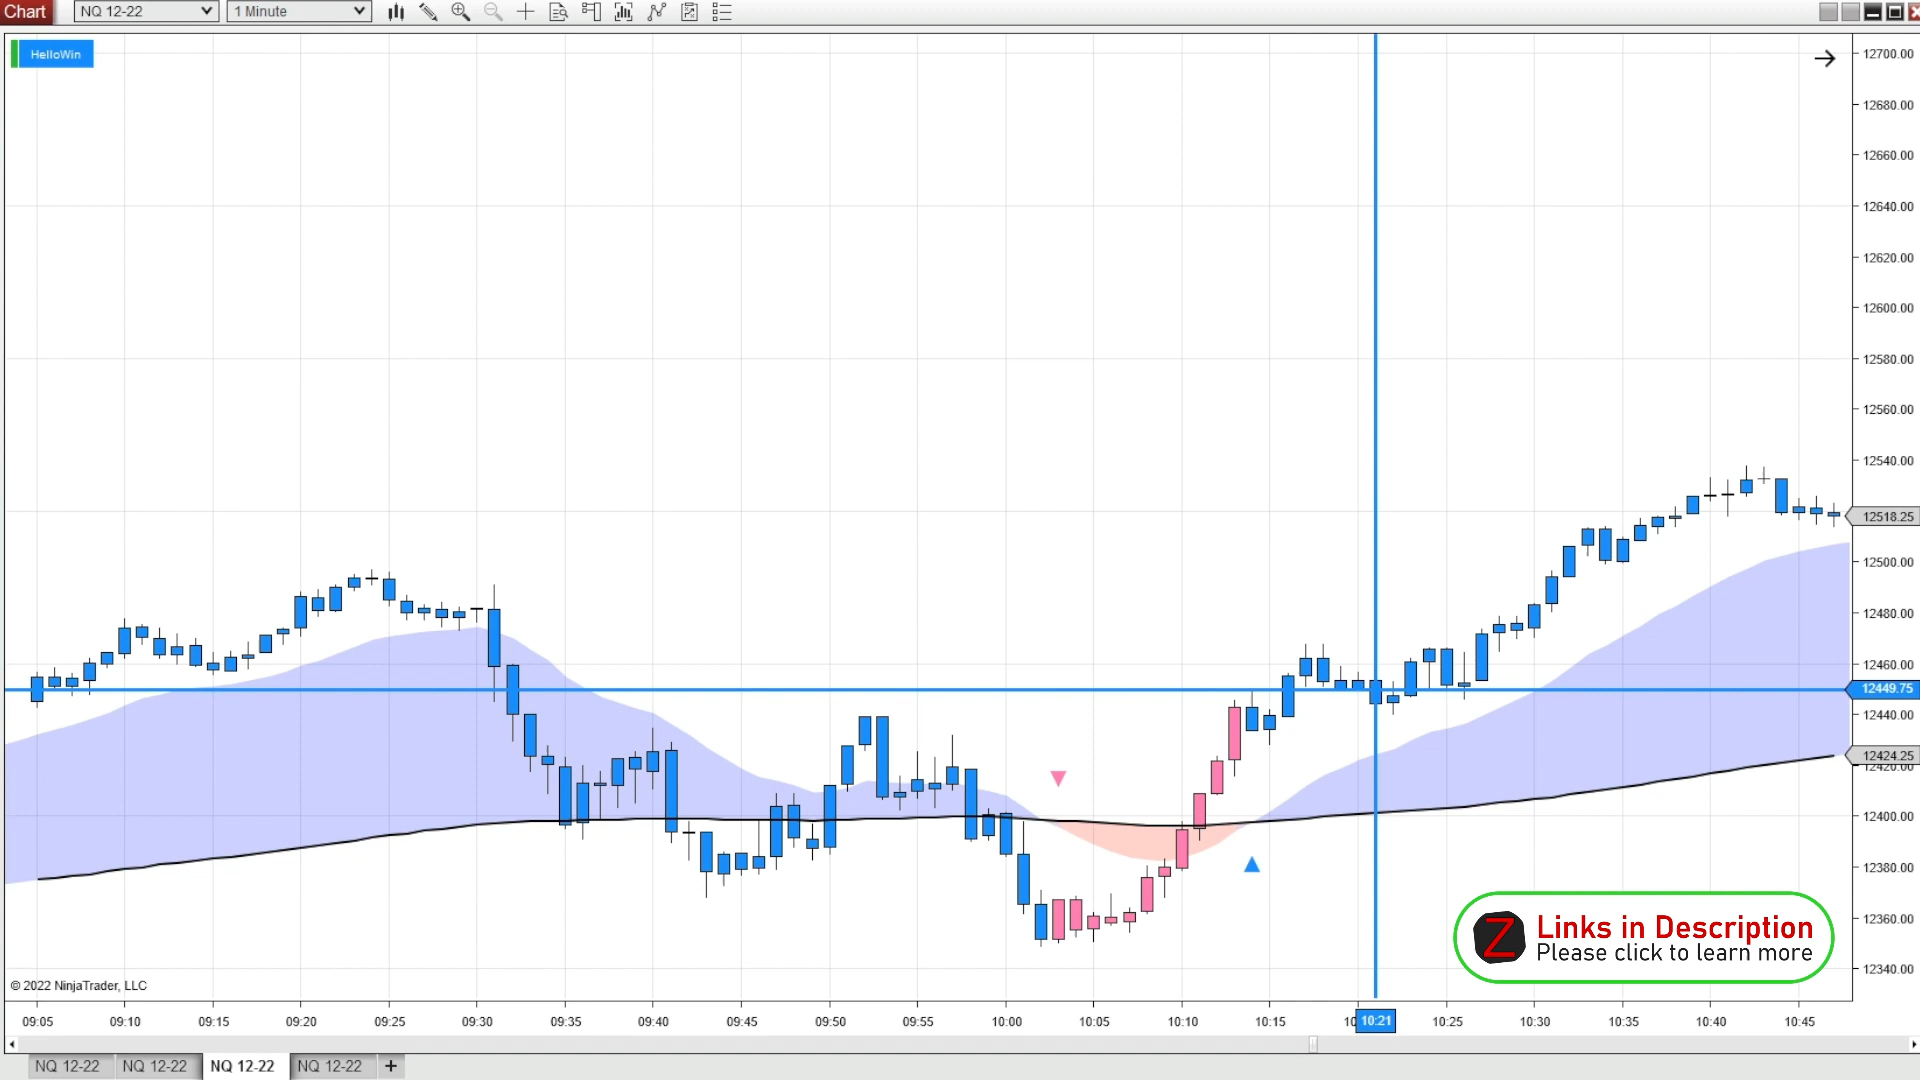 Chart
NQ 12-22
1 Minute
HelloWin
12700.00
12680.00
12660.00
12640.00
12620.00
12600.00
12580.00
12560.00
12540.00
12518.25
12500.00
12480.00
12460.00
12449.75
12440.00
12424.25
12420.00
12400.00
12380.00
12360.00
12340.00
Z
Links in Description
Please click to learn more
© 2022 NinjaTrader, LLC
09:05 09:10 09:15 09:20 09:25 09:30 09:35 09:40 09:45 09:50 09:55 10:00 10:05 10:10 10:15 10:21 10:25 10:30 10:35 10:40 10:45
NQ 12-22 NQ 12-22 NQ 12-22 NQ 12-22 +